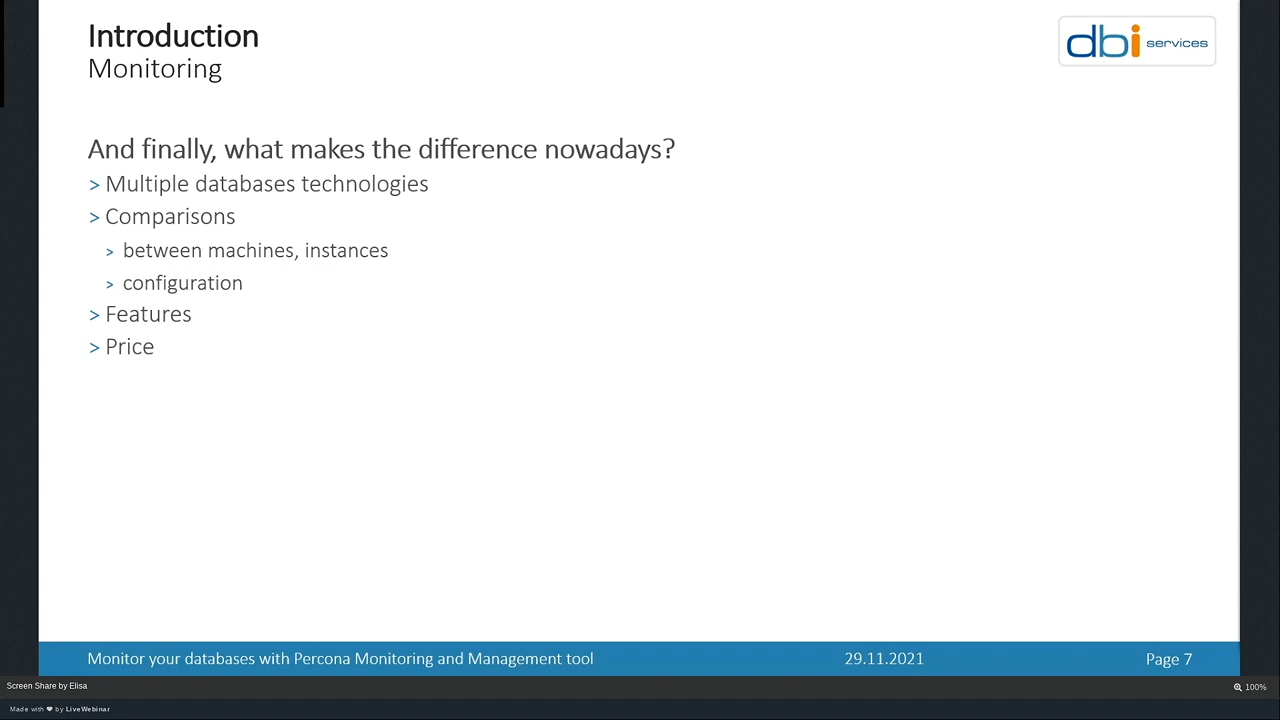 Introduction
Monitoring
dbi services
And finally, what makes the difference nowadays?
> Multiple databases technologies
> Comparisons
> between machines, instances
> configuration
> Features
> Price
Monitor your databases with Percona Monitoring and Management tool
29.11.2021
Page 7
Screen Share by Elisa
100%
Made with ❤ by LiveWebinar